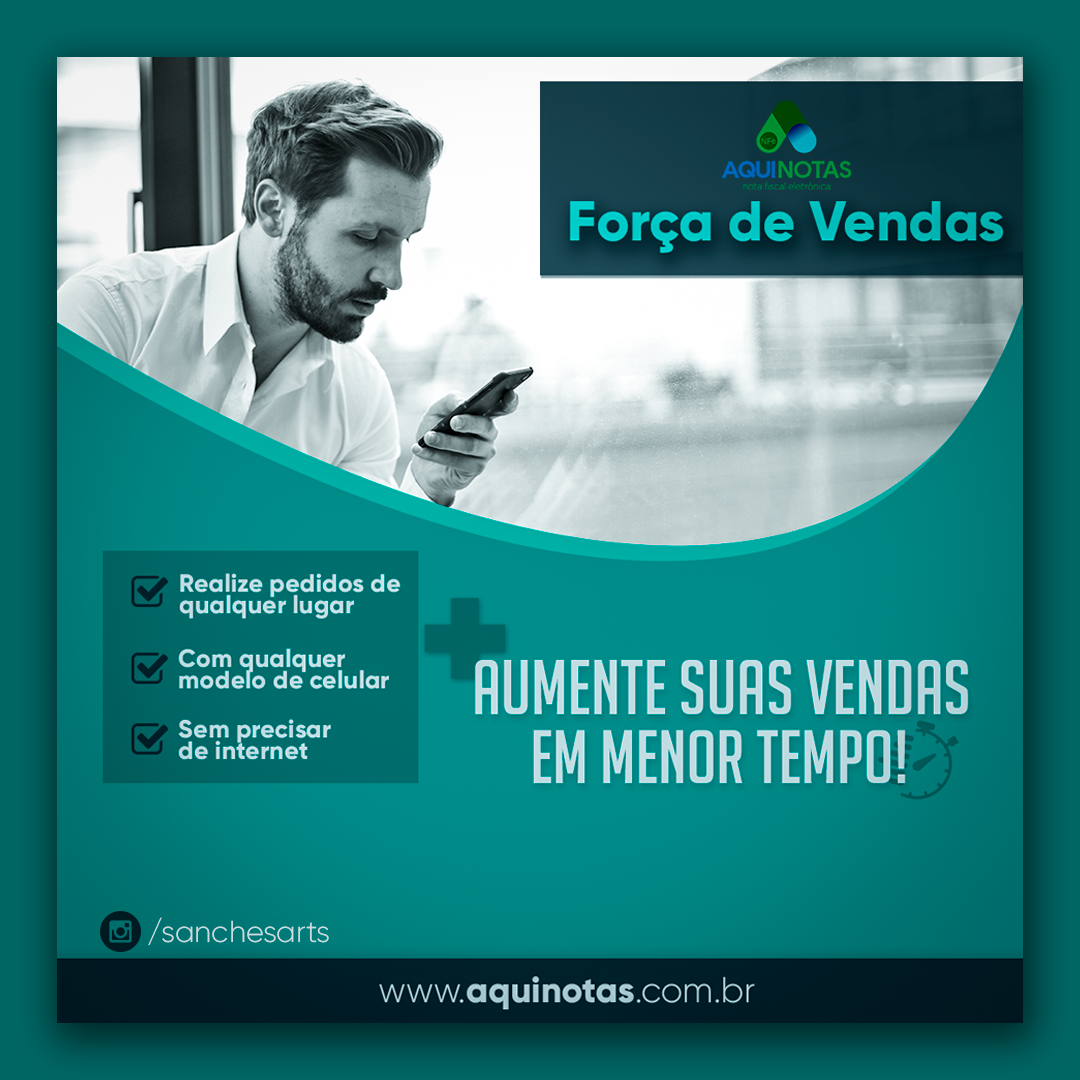 NFe
AQUINOTAS
nota fiscal eletrônica
Força de Vendas
Realize pedidos de
qualquer lugar
Com qualquer
modelo de celular
Sem precisar
de internet
AUMENTE SUAS VENDAS
EM MENOR TEMPO!
/sanchesarts
www.aquinotas.com.br